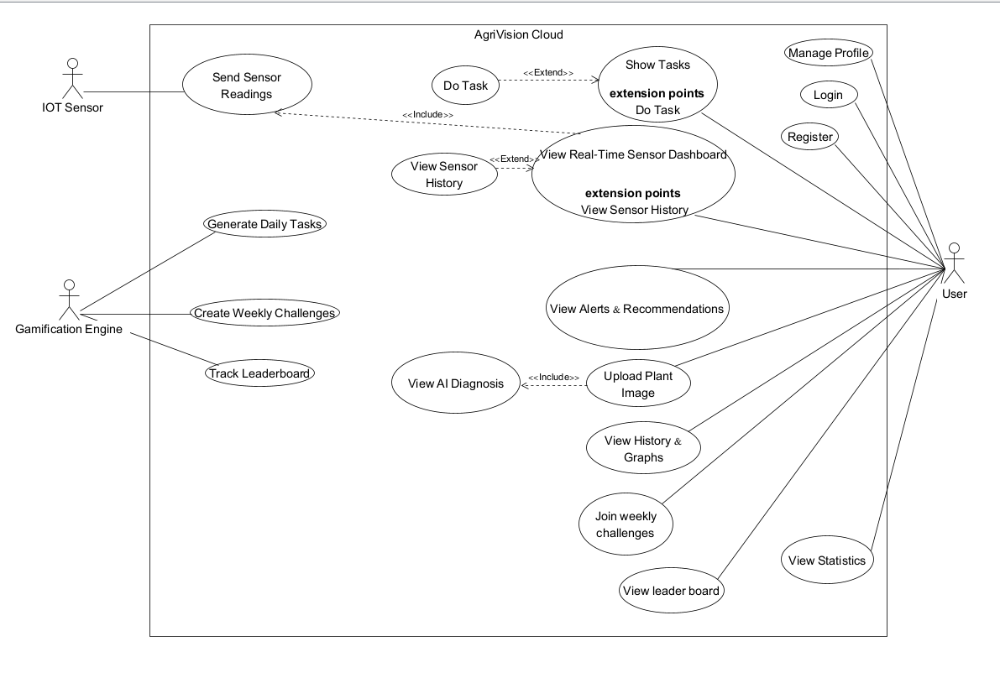 AgriVision Cloud
IOT Sensor
Send Sensor
Readings
Do Task
<<Extend>>
Show Tasks
extension points
Do Task
Manage Profile
Login
Register
<<Include>>
View Sensor
History
<<Extend>>
View Real-Time Sensor Dashboard
extension points
View Sensor History
Generate Daily Tasks
Gamification Engine
Create Weekly Challenges
Track Leaderboard
User
View Alerts & Recommendations
View AI Diagnosis
<<Include>>
Upload Plant
Image
View History &
Graphs
Join weekly
challenges
View Statistics
View leader board